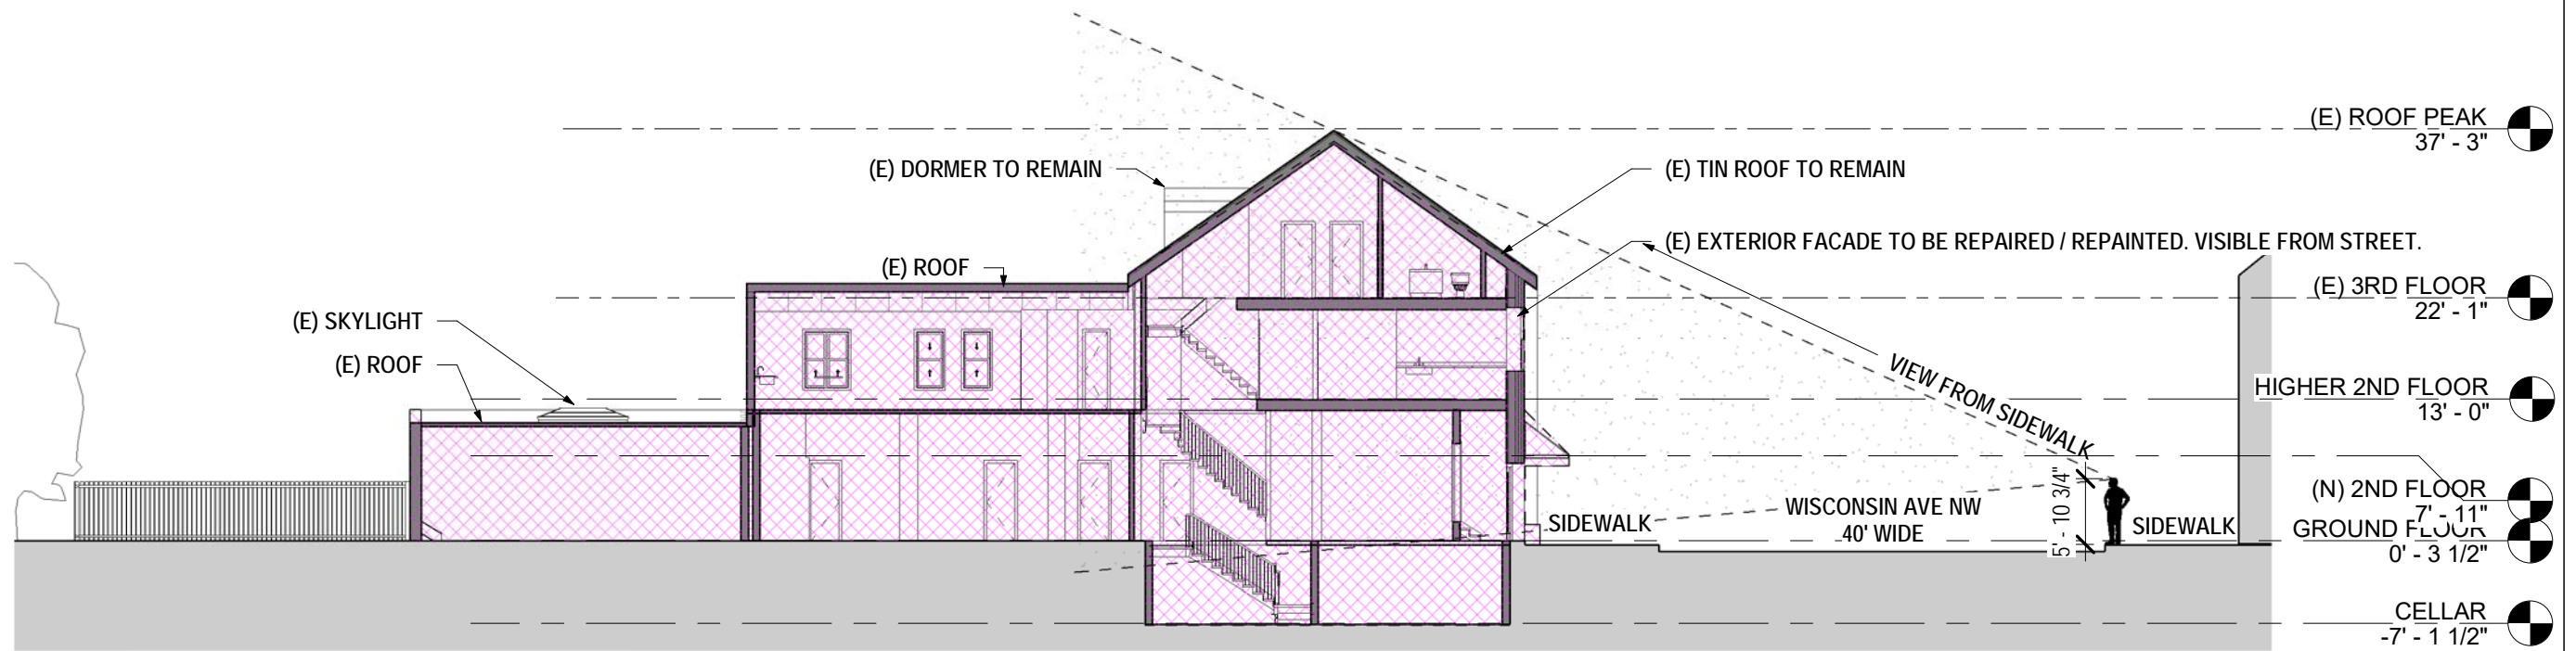 (E) ROOF PEAK
37' - 3"
(E) DORMER TO REMAIN
(E) TIN ROOF TO REMAIN
(E) EXTERIOR FACADE TO BE REPAIRED / REPAINTED. VISIBLE FROM STREET.
(E) ROOF
(E) 3RD FLOOR
22' - 1"
(E) SKYLIGHT
(E) ROOF
VIEW FROM SIDEWALK
HIGHER 2ND FLOOR
13' - 0"
(N) 2ND FLOOR
7' - 11"
5' - 10 3/4"
WISCONSIN AVE NW
40' WIDE
SIDEWALK
SIDEWALK
GROUND FLOOR
0' - 3 1/2"
CELLAR
-7' - 1 1/2"